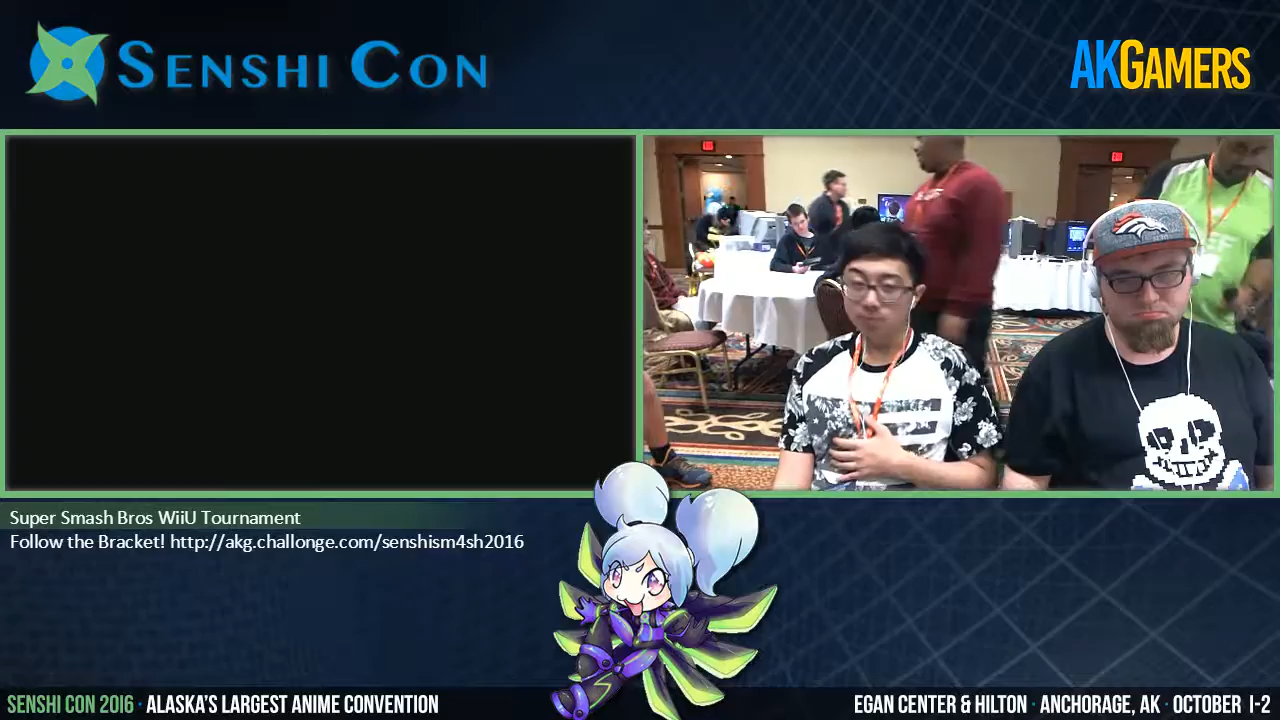 SENSHI CON
AKGAMERS
Super Smash Bros WiiU Tournament
Follow the Bracket! http://akg.challonge.com/senshism4sh2016
SENSHI CON 2016 · ALASKA'S LARGEST ANIME CONVENTION
EGAN CENTER & HILTON · ANCHORAGE, AK · OCTOBER 1-2